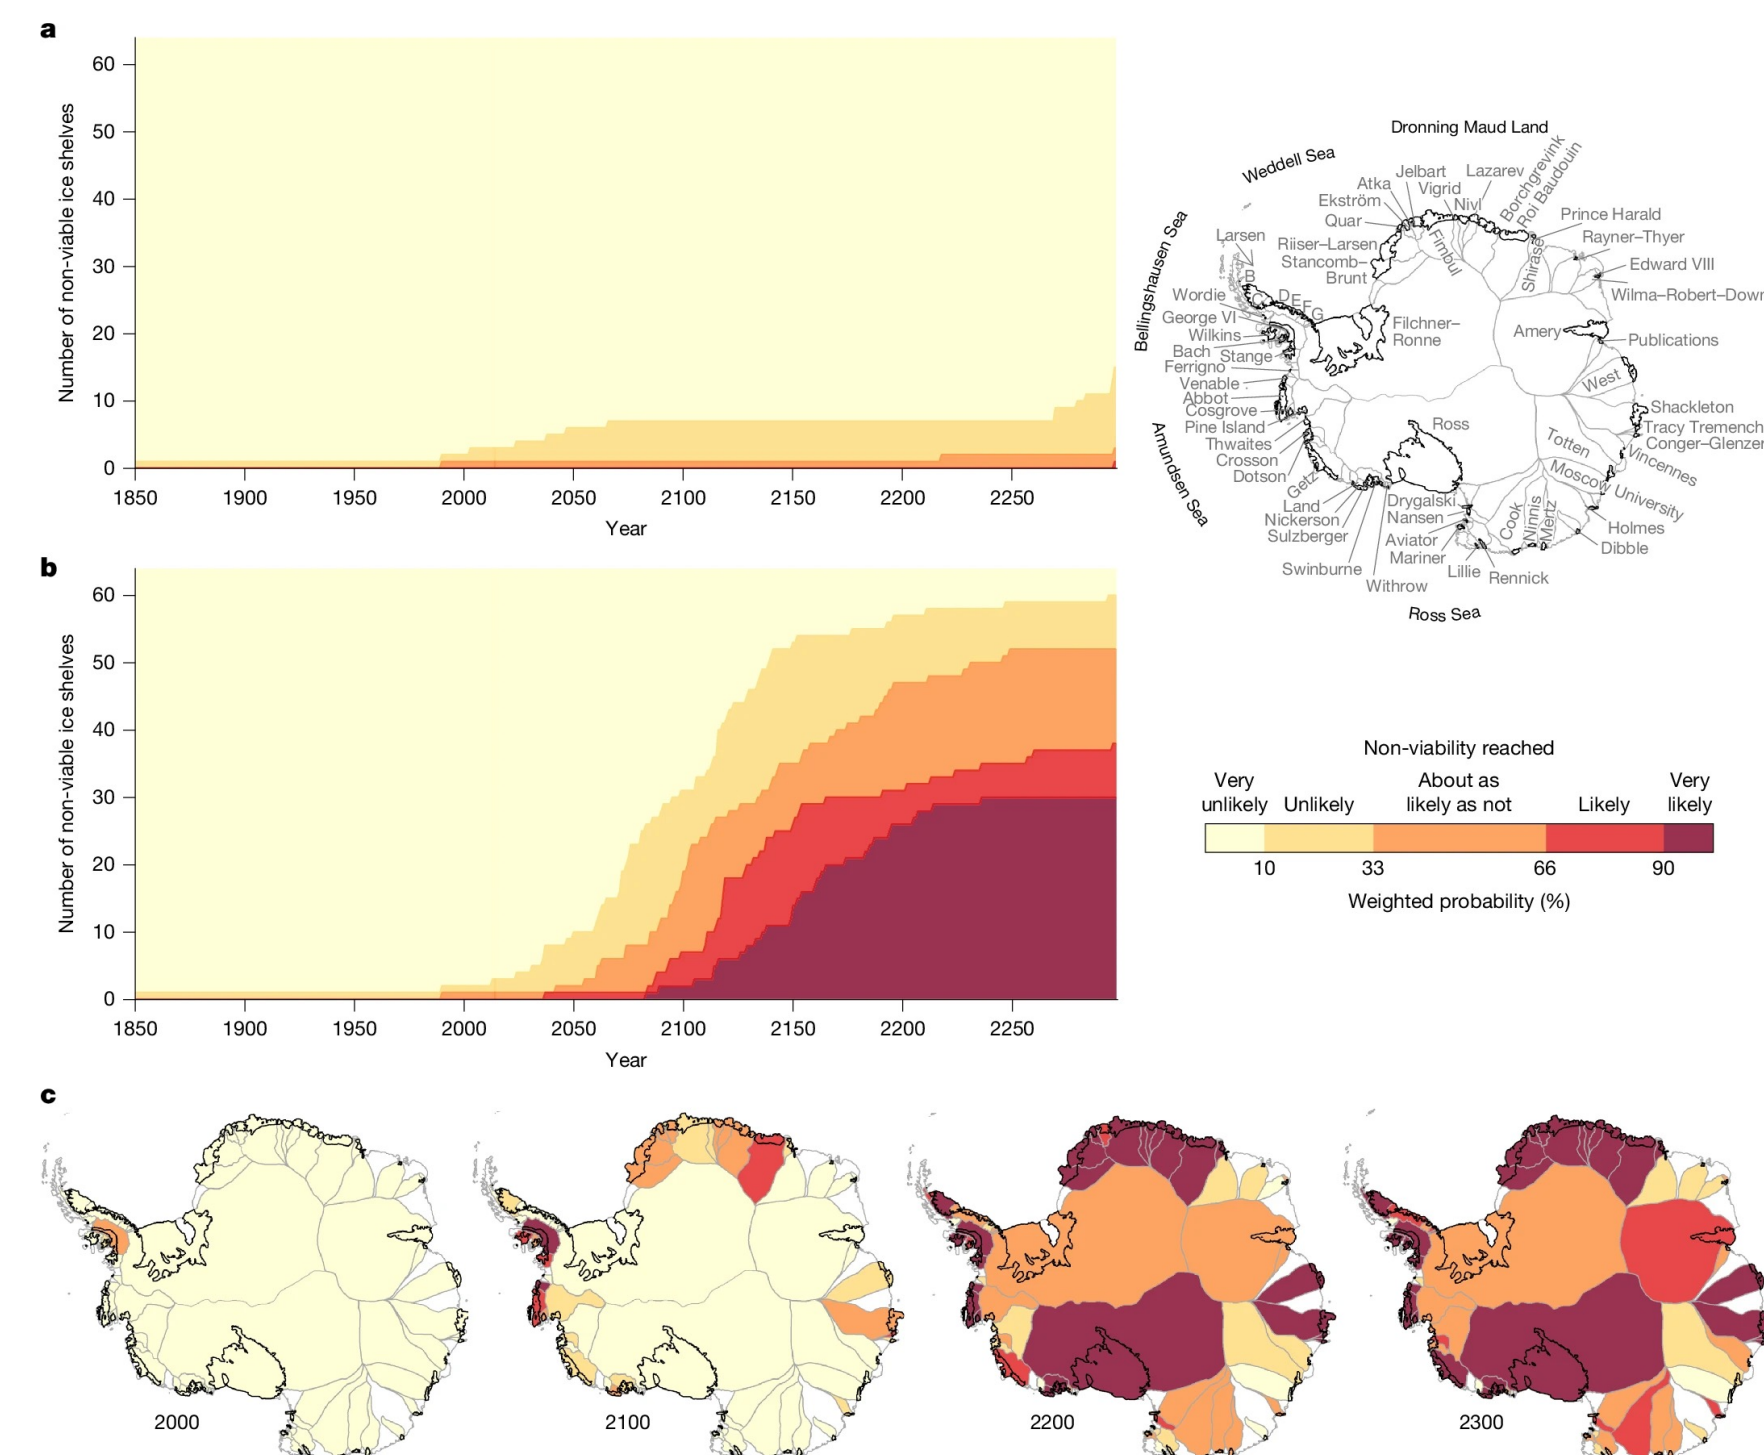 a
60
50
40
30
20
10
0
Number of non-viable ice shelves
1850 1900 1950 2000 2050 2100 2150 2200 2250
Year
Dronning Maud Land
Weddell Sea
Bellingshausen Sea
Amundsen Sea
Ross Sea
Borchgrevink
Roi Baudouin
Jelbart
Lazarev
Atka
Vigrid
Ekström
Nivl
Quar
Prince Harald
Larsen
Rayner–Thyer
Riiser–Larsen
Fimbul
Shirase
Stancomb–
Brunt
Edward VIII
B
C
D
E
F
G
Wordie
Wilma–Robert–Down
George VI
Filchner–
Ronne
Amery
Wilkins
Publications
Bach
Stange
Ferrigno
Venable
West
Abbot
Cosgrove
Shackleton
Pine Island
Ross
Tracy Tremench
Thwaites
Totten
Conger–Glenzer
Crosson
Vincennes
Dotson
Moscow University
Getz
Land
Drygalski
Nickerson
Nansen
Cook
Ninnis
Mertz
Holmes
Sulzberger
Aviator
Dibble
Mariner
Swinburne
Lillie
Rennick
Withrow
b
60
50
40
30
20
10
0
Number of non-viable ice shelves
1850 1900 1950 2000 2050 2100 2150 2200 2250
Year
Non-viability reached
Very
unlikely
Unlikely
About as
likely as not
Likely
Very
likely
10 33 66 90
Weighted probability (%)
c
2000 2100 2200 2300